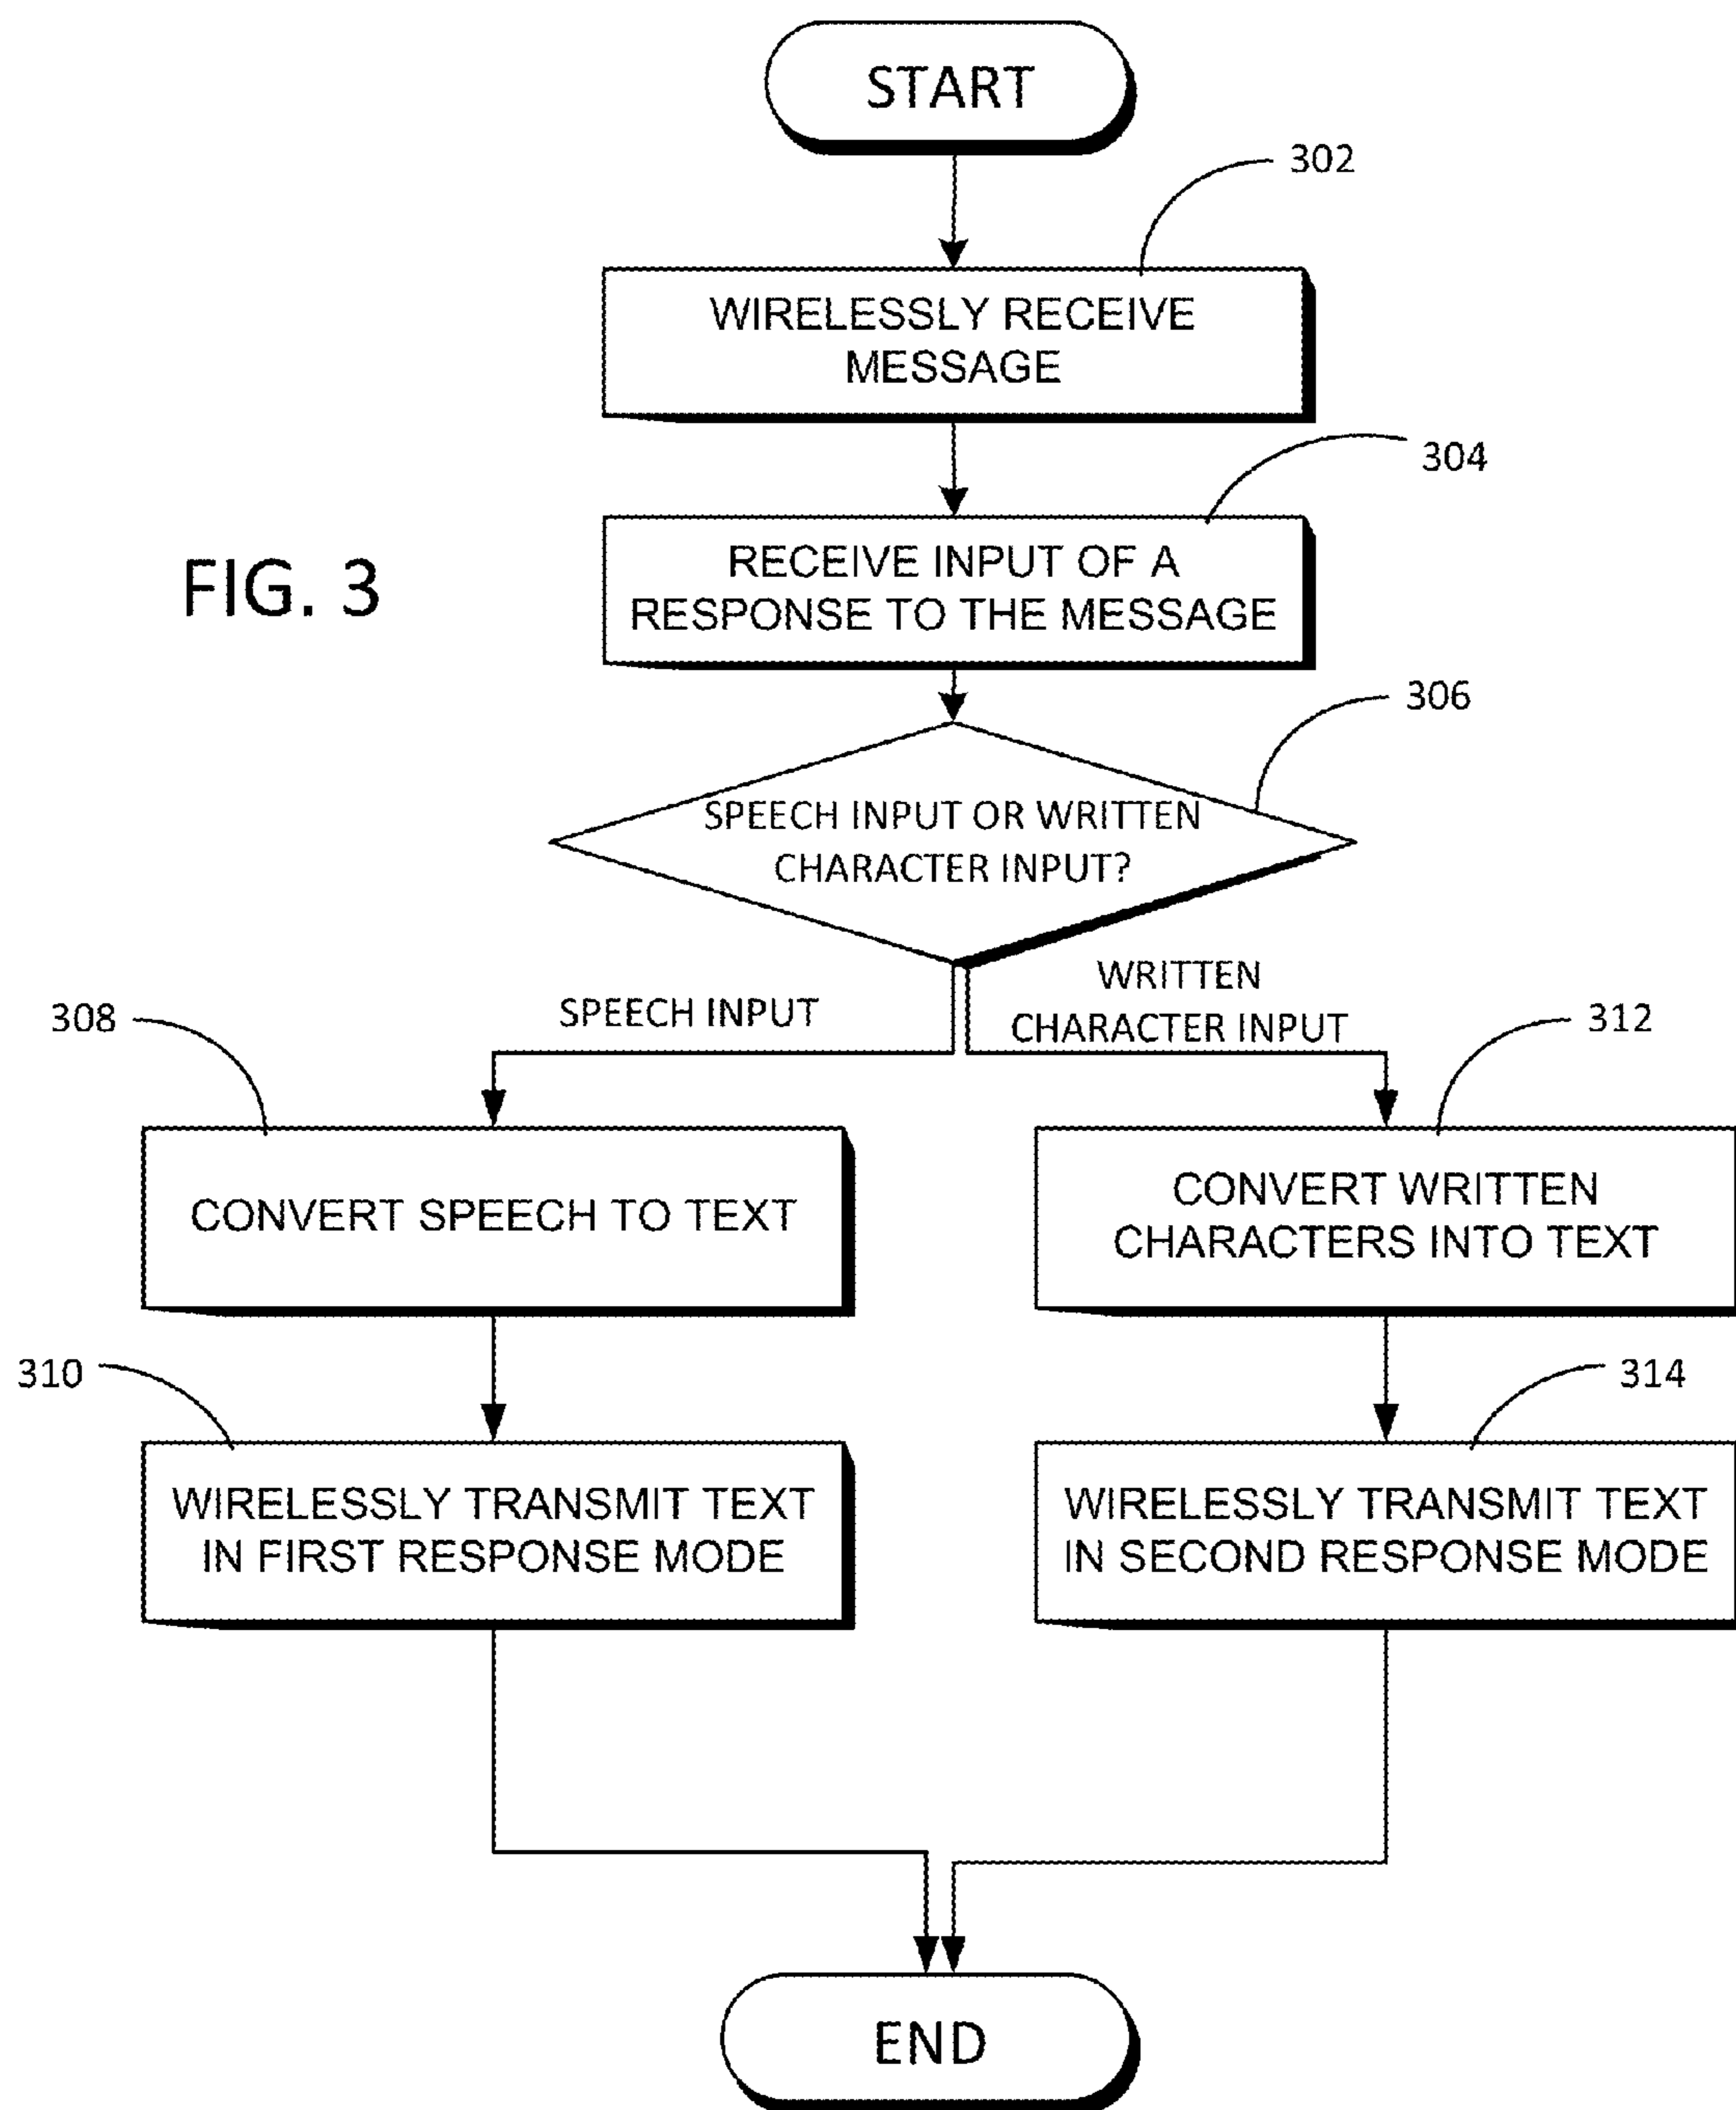 START
302
WIRELESSLY RECEIVE
MESSAGE
304
FIG. 3
RECEIVE INPUT OF A
RESPONSE TO THE MESSAGE
306
SPEECH INPUT OR WRITTEN
CHARACTER INPUT?
308
SPEECH INPUT
WRITTEN
CHARACTER INPUT
312
CONVERT SPEECH TO TEXT
CONVERT WRITTEN
CHARACTERS INTO TEXT
310
314
WIRELESSLY TRANSMIT TEXT
IN FIRST RESPONSE MODE
WIRELESSLY TRANSMIT TEXT
IN SECOND RESPONSE MODE
END